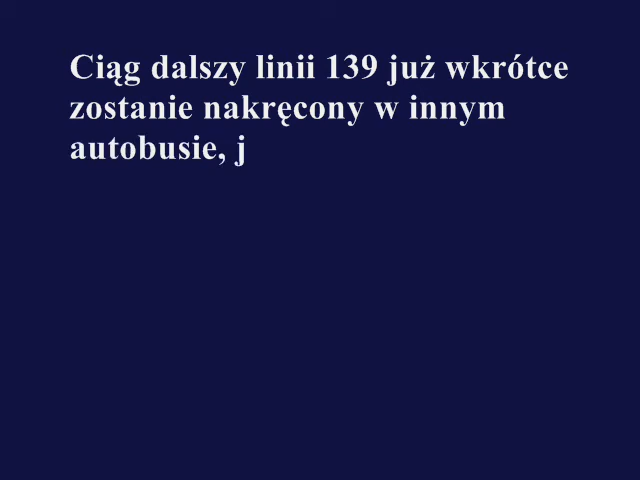 Ciąg dalszy linii 139 już wkrótce
zostanie nakręcony w innym
autobusie, j